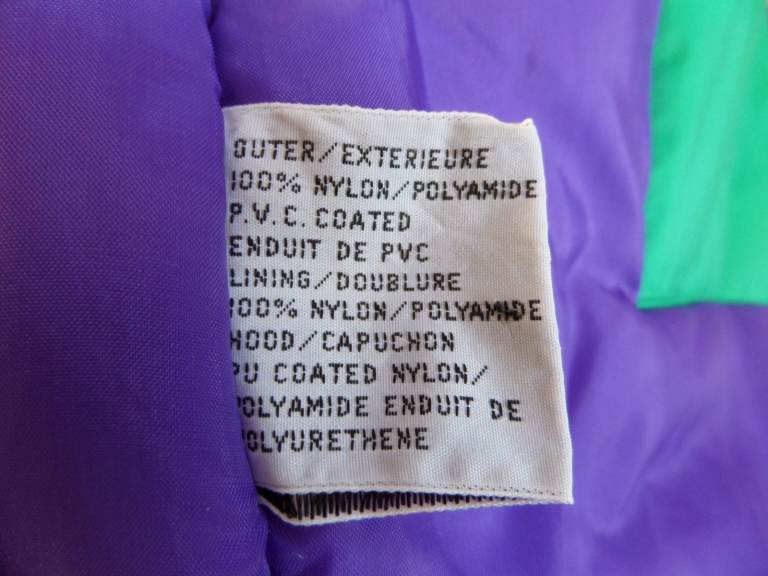 OUTER/EXTERIEURE
100% NYLON/POLYAMIDE
P.V.C. COATED
ENDUIT DE PVC
LINING/DOUBLURE
100% NYLON/POLYAMIDE
HOOD/CAPUCHON
PU COATED NYLON/
POLYAMIDE ENDUIT DE
POLYURETHENE